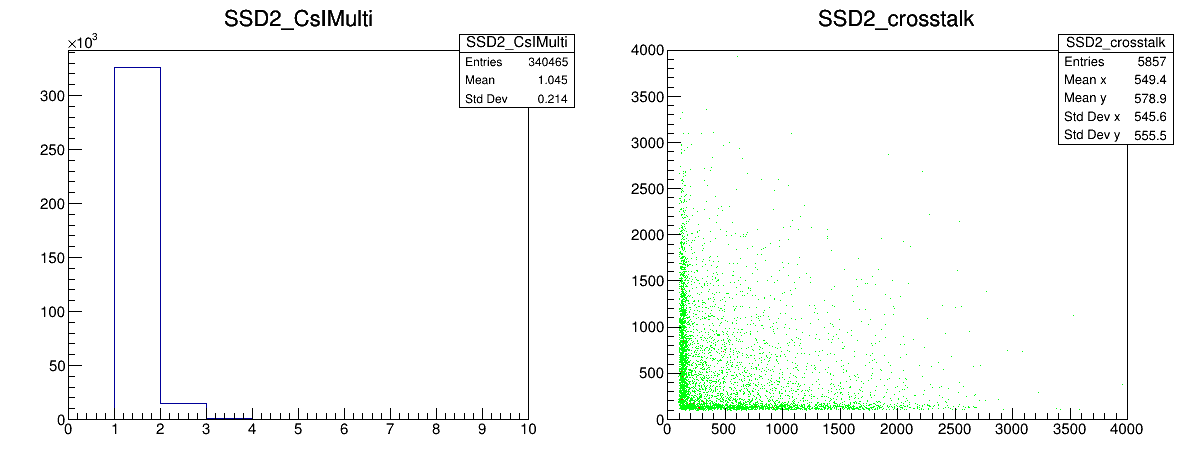 SSD2_CsIMulti
×10³
300
250
200
150
100
50
0
0 1 2 3 4 5 6 7 8 9 10
SSD2_CsIMulti
Entries 340465
Mean 1.045
Std Dev 0.214
SSD2_crosstalk
4000
3500
3000
2500
2000
1500
1000
500
0
0 500 1000 1500 2000 2500 3000 3500 4000
SSD2_crosstalk
Entries 5857
Mean x 549.4
Mean y 578.9
Std Dev x 545.6
Std Dev y 555.5